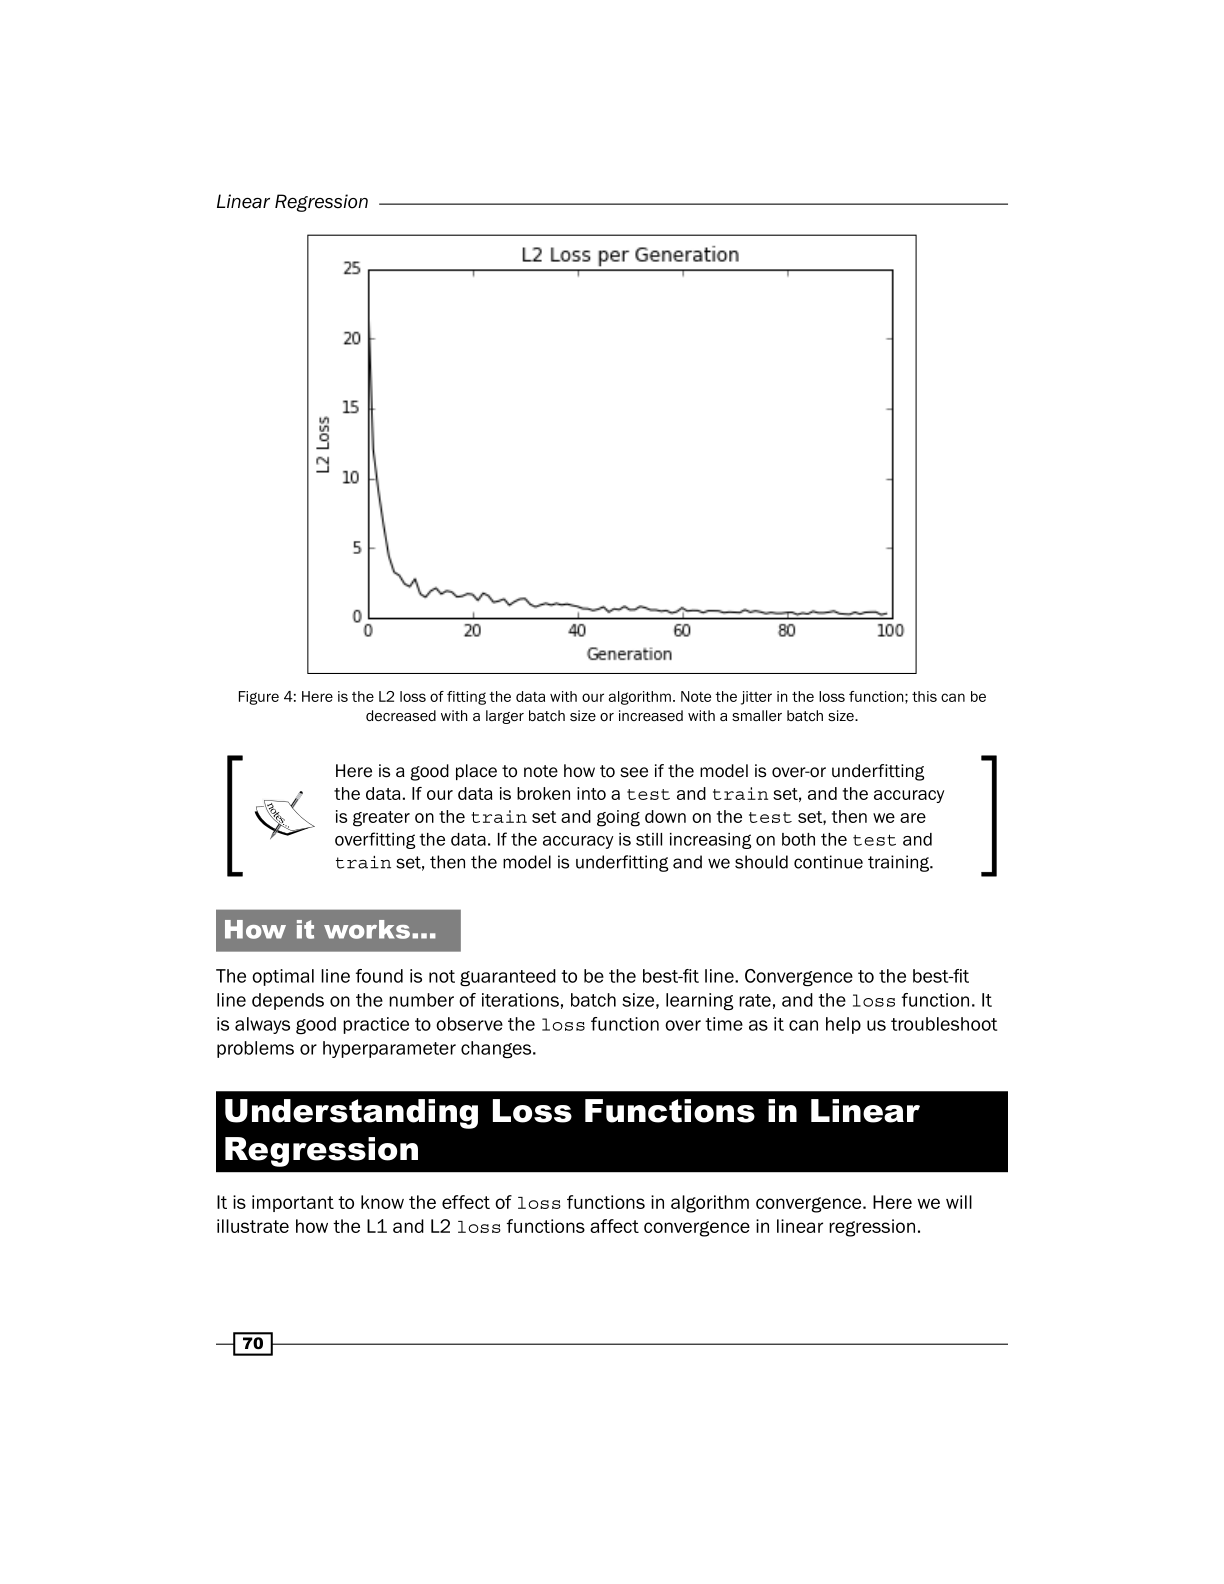 Linear Regression
L2 Loss per Generation
25
20
15
10
5
0
L2 Loss
0 20 40 60 80 100
Generation
Figure 4: Here is the L2 loss of fitting the data with our algorithm. Note the jitter in the loss function; this can be
decreased with a larger batch size or increased with a smaller batch size.
notes...
Here is a good place to note how to see if the model is over-or underfitting
the data. If our data is broken into a test and train set, and the accuracy
is greater on the train set and going down on the test set, then we are
overfitting the data. If the accuracy is still increasing on both the test and
train set, then the model is underfitting and we should continue training.
How it works…
The optimal line found is not guaranteed to be the best-fit line. Convergence to the best-fit
line depends on the number of iterations, batch size, learning rate, and the loss function. It
is always good practice to observe the loss function over time as it can help us troubleshoot
problems or hyperparameter changes.
Understanding Loss Functions in Linear
Regression
It is important to know the effect of loss functions in algorithm convergence. Here we will
illustrate how the L1 and L2 loss functions affect convergence in linear regression.
70